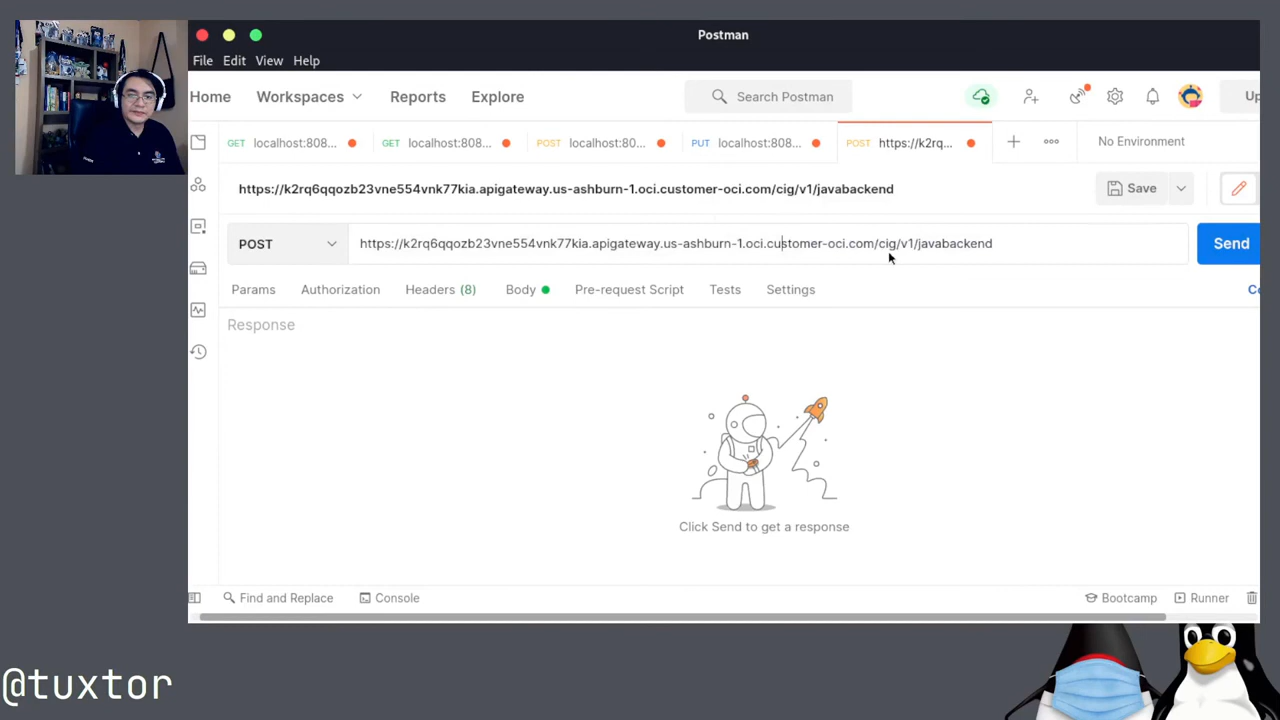 Postman
File Edit View Help
Home Workspaces Reports Explore Search Postman Up
GET localhost:808... GET localhost:808... POST localhost:80... PUT localhost:808... POST https://k2rq... No Environment
https://k2rq6qqozb23vne554vnk77kia.apigateway.us-ashburn-1.oci.customer-oci.com/cig/v1/javabackend Save
POST https://k2rq6qqozb23vne554vnk77kia.apigateway.us-ashburn-1.oci.customer-oci.com/cig/v1/javabackend Send
Params Authorization Headers (8) Body Pre-request Script Tests Settings Co
Response
Click Send to get a response
Find and Replace Console Bootcamp Runner
@tuxtor